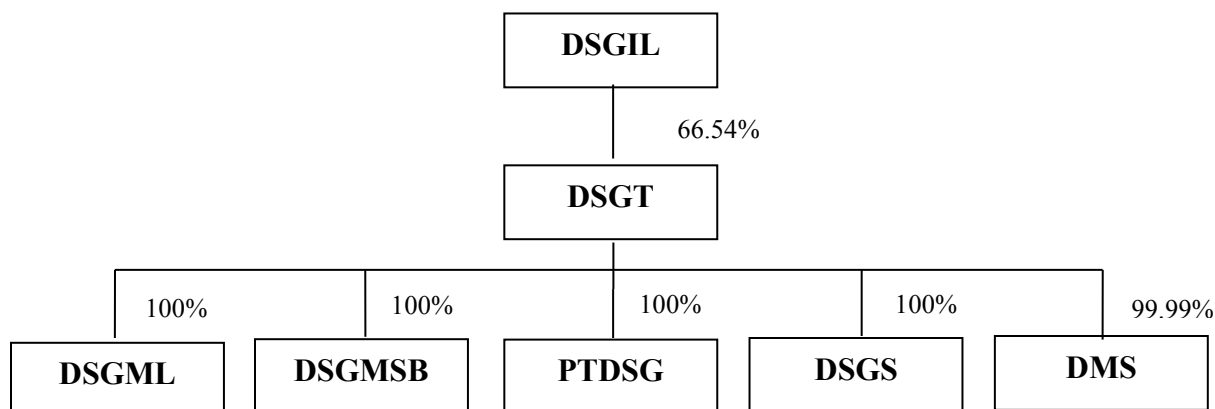 DSGIL
66.54%
DSGT
100% 100% 100% 100% 99.99%
DSGML DSGMSB PTDSG DSGS DMS